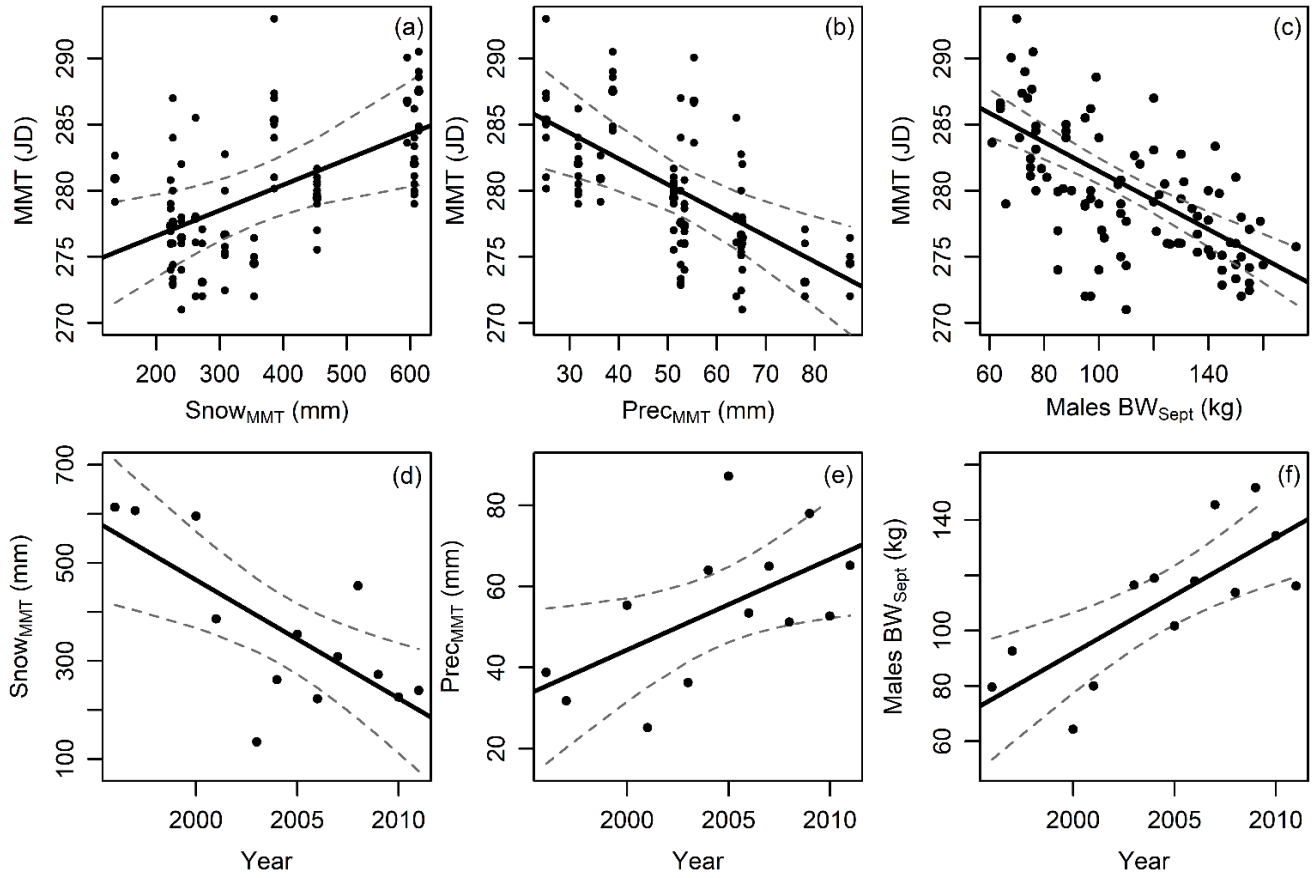 (a)
MMT (JD)
290
285
280
275
270
200 300 400 500 600
Snow_MMT (mm)
(b)
MMT (JD)
290
285
280
275
270
30 40 50 60 70 80
Prec_MMT (mm)
(c)
MMT (JD)
290
285
280
275
270
60 80 100 140
Males BW_Sept (kg)
(d)
Snow_MMT (mm)
700
500
300
100
2000 2005 2010
Year
(e)
Prec_MMT (mm)
80
60
40
20
2000 2005 2010
Year
(f)
Males BW_Sept (kg)
140
100
80
60
2000 2005 2010
Year